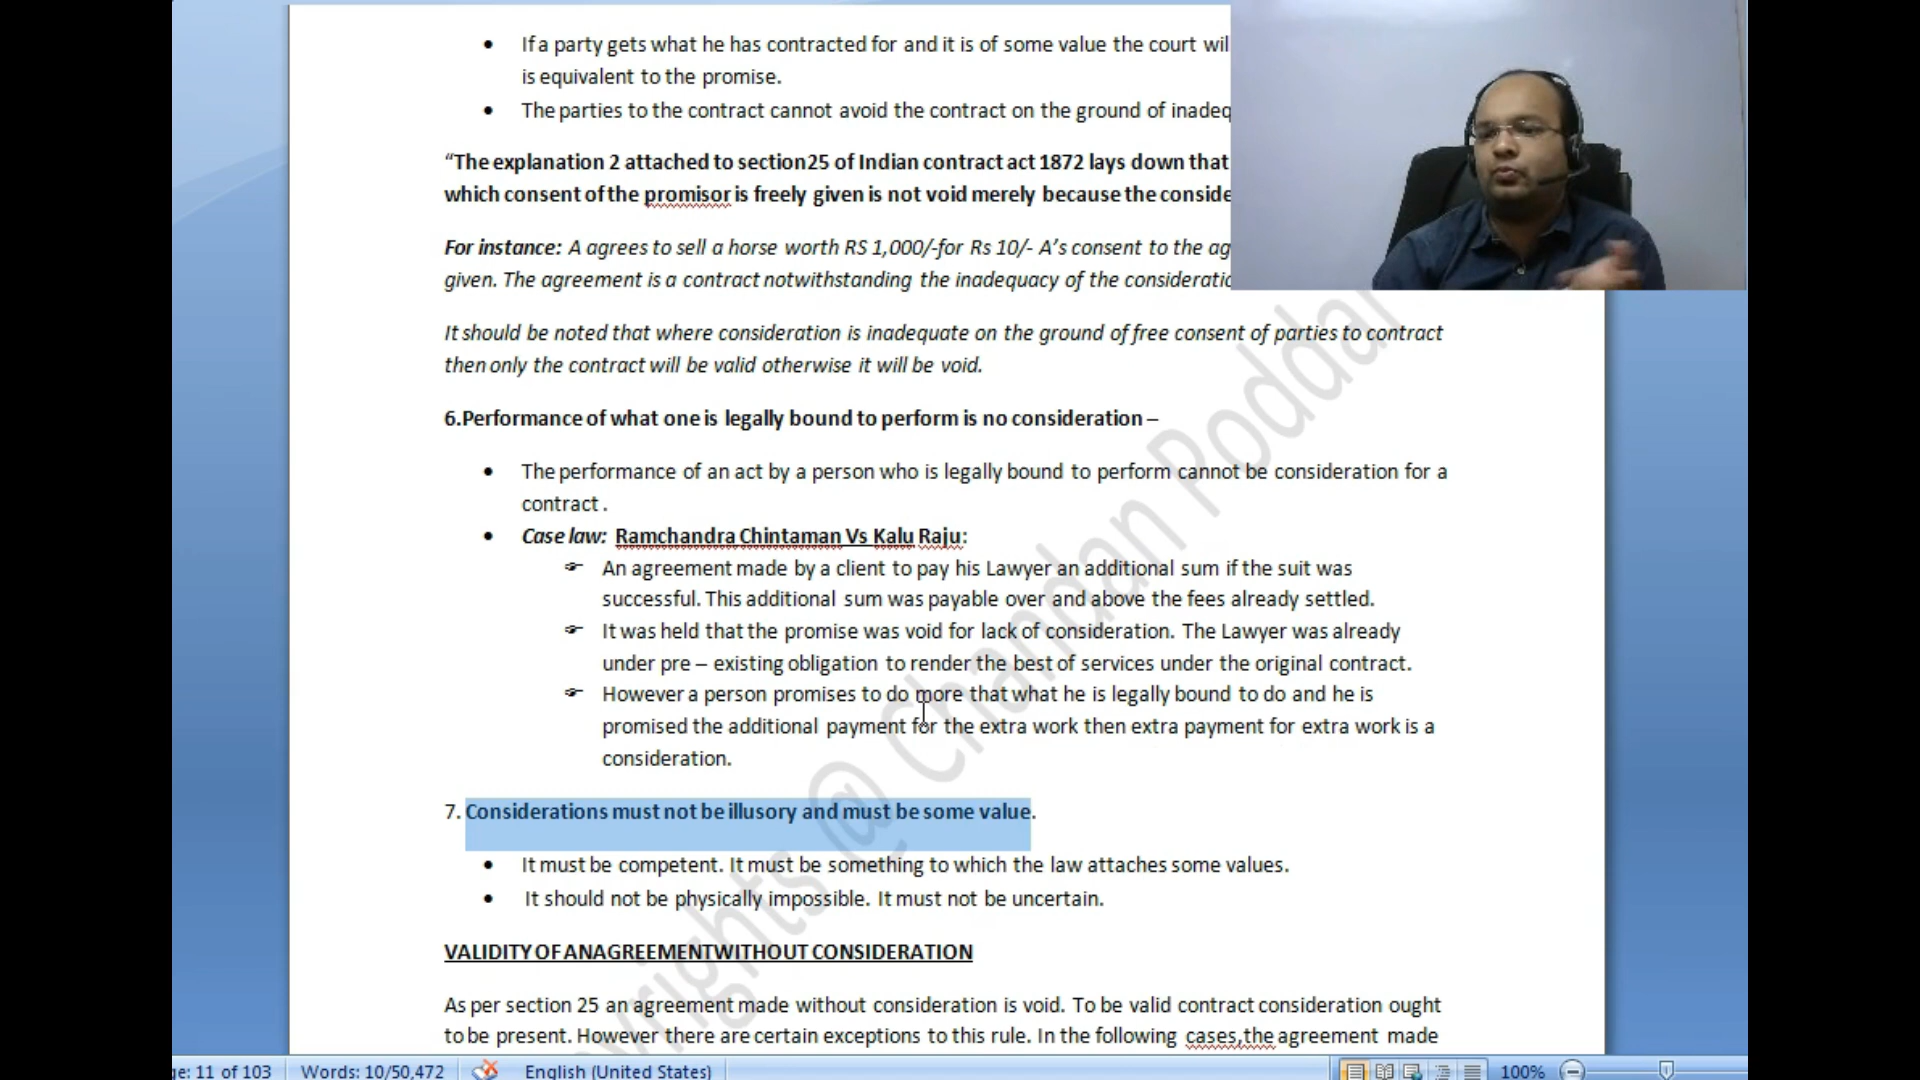 If a party gets what he has contracted for and it is of some value the court wil
is equivalent to the promise.
The parties to the contract cannot avoid the contract on the ground of inadeq
“The explanation 2 attached to section25 of Indian contract act 1872 lays down that
which consent of the promisor is freely given is not void merely because the conside
For instance: A agrees to sell a horse worth RS 1,000/-for Rs 10/- A’s consent to the ag
given. The agreement is a contract notwithstanding the inadequacy of the consideratio
It should be noted that where consideration is inadequate on the ground of free consent of parties to contract
then only the contract will be valid otherwise it will be void.
6.Performance of what one is legally bound to perform is no consideration –
The performance of an act by a person who is legally bound to perform cannot be consideration for a
contract .
Case law: Ramchandra Chintaman Vs Kalu Raju:
An agreement made by a client to pay his Lawyer an additional sum if the suit was
successful. This additional sum was payable over and above the fees already settled.
It was held that the promise was void for lack of consideration. The Lawyer was already
under pre – existing obligation to render the best of services under the original contract.
However a person promises to do more that what he is legally bound to do and he is
promised the additional payment for the extra work then extra payment for extra work is a
consideration.
7. Considerations must not be illusory and must be some value.
It must be competent. It must be something to which the law attaches some values.
It should not be physically impossible. It must not be uncertain.
VALIDITY OF AN AGREEMENT WITHOUT CONSIDERATION
As per section 25 an agreement made without consideration is void. To be valid contract consideration ought
to be present. However there are certain exceptions to this rule. In the following cases,the agreement made
yrights @ Chandan Poddar
ge: 11 of 103 Words: 10/50,472 English (United States) 100%